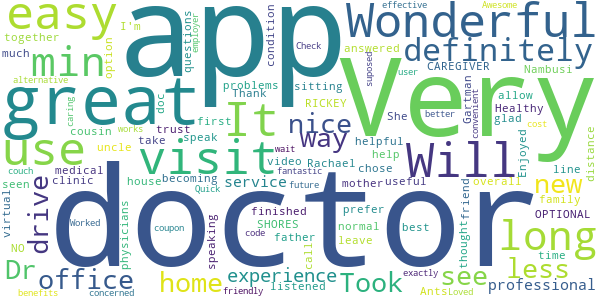 easy
app
Wonderful
effective
Awesome
together
option
I'm
questions
employer
condition
Check
suposed
answered
definitely
much
min
CAREGIVER
user
Nambusi
alternative
doc
problems
sitting
Very
allow
great
It
Thank
RICKEY
nice
She
better
Gartman
convenient
Healthy
glad
caring
cousin
works
trust
first
way
helpful
cost
use
uncle
take
speak
wait
video
Rachael
chose
help
Will
Enjoyed
line
distance
couch
medical
visit
fantastic
seen
clinic
becoming
Quick
future
mother
useful
overall
new
family
virtual
drive
house
service
doctor
prefer
friend
OPTIONAL
physicians
finished
SHORES
normal
thought
long
NO
Worked
coupon
speaking
code
father
call
leave
best
time
Dr
office
home
experience
listened
Took
see
less
exactly
professional
benefits
concerned
friendly
Ants
Loved